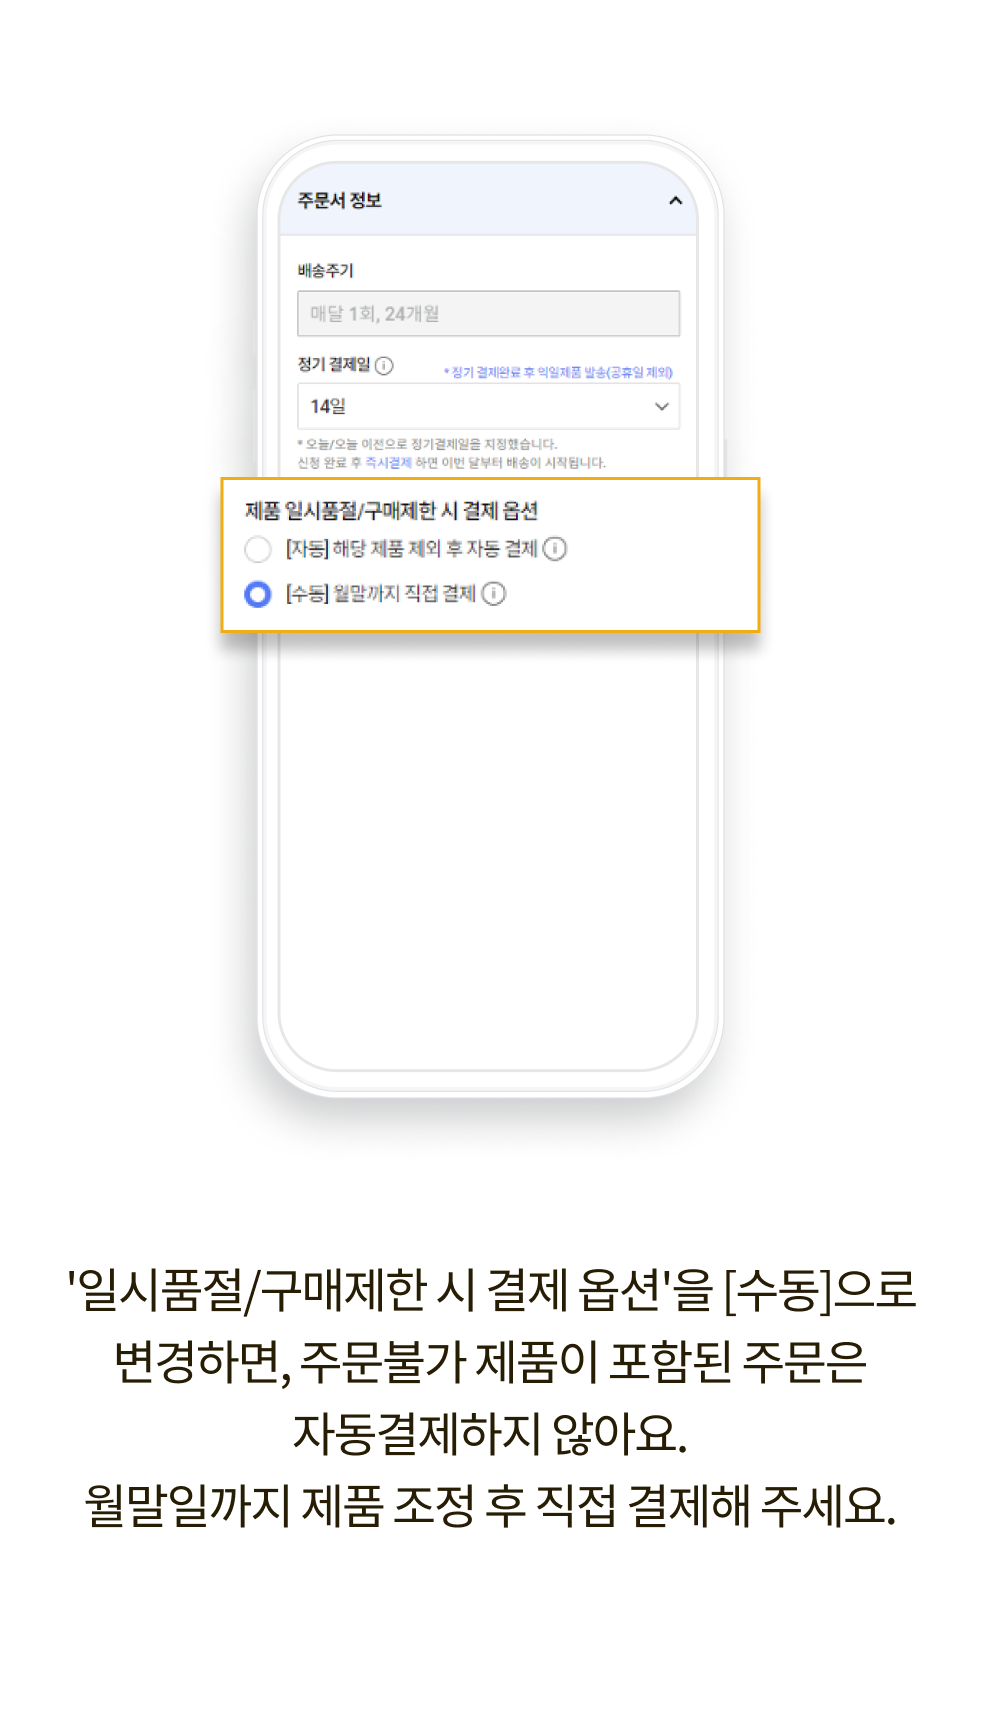 주문서 정보
배송주기
매달 1회, 24개월
정기 결제일
* 정기 결제완료 후 익일제품 발송(공휴일 제외)
14일
* 오늘/오늘 이전으로 정기결제일을 지정했습니다.
신청 완료 후 즉시결제 하면 이번 달부터 배송이 시작됩니다.
제품 일시품절/구매제한 시 결제 옵션
[자동] 해당 제품 제외 후 자동 결제
[수동] 월말까지 직접 결제
'일시품절/구매제한 시 결제 옵션'을 [수동]으로
변경하면, 주문불가 제품이 포함된 주문은
자동결제하지 않아요.
월말일까지 제품 조정 후 직접 결제해 주세요.